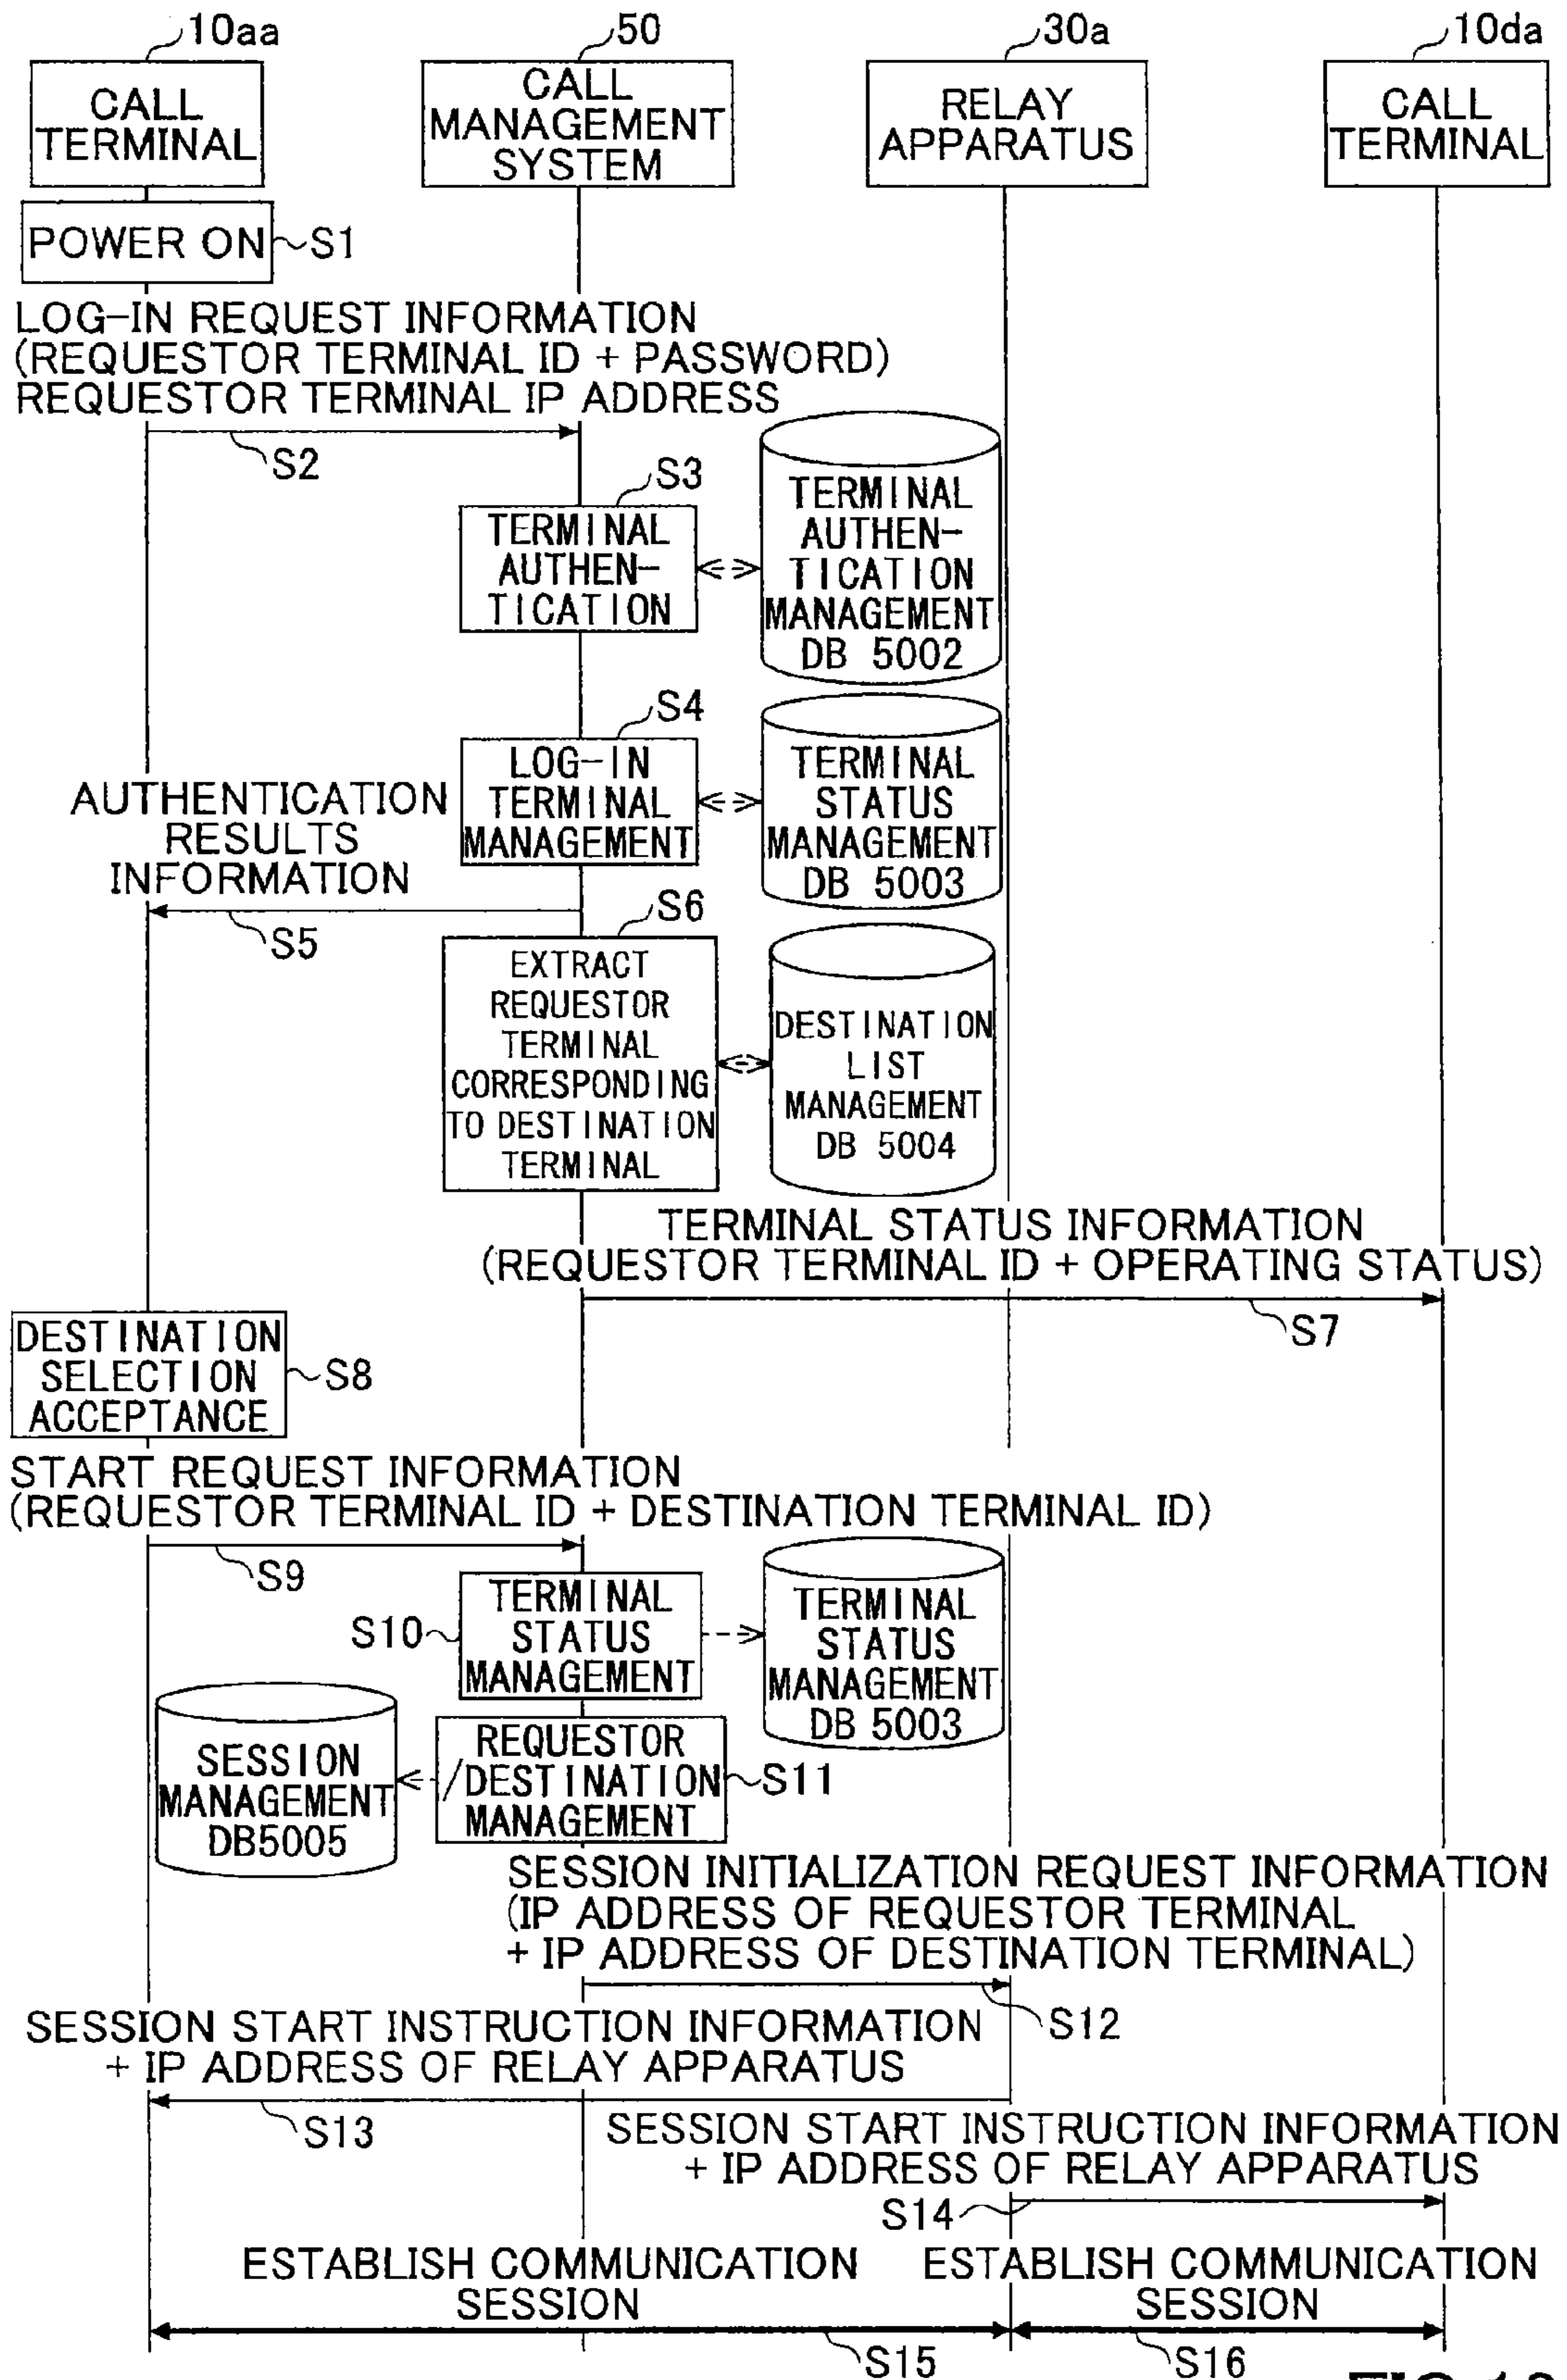 10aa
50
30a
10da
CALL
TERMINAL
CALL
MANAGEMENT
SYSTEM
RELAY
APPARATUS
CALL
TERMINAL
POWER ON
S1
LOG-IN REQUEST INFORMATION
(REQUESTOR TERMINAL ID + PASSWORD)
REQUESTOR TERMINAL IP ADDRESS
S2
S3
TERMINAL
AUTHEN-
TICATION
TERMINAL
AUTHEN-
TICATION
MANAGEMENT
DB 5002
S4
LOG-IN
TERMINAL
MANAGEMENT
TERMINAL
STATUS
MANAGEMENT
DB 5003
AUTHENTICATION
RESULTS
INFORMATION
S5
S6
EXTRACT
REQUESTOR
TERMINAL
CORRESPONDING
TO DESTINATION
TERMINAL
DESTINATION
LIST
MANAGEMENT
DB 5004
TERMINAL STATUS INFORMATION
(REQUESTOR TERMINAL ID + OPERATING STATUS)
S7
DESTINATION
SELECTION
ACCEPTANCE
S8
START REQUEST INFORMATION
(REQUESTOR TERMINAL ID + DESTINATION TERMINAL ID)
S9
S10
TERMINAL
STATUS
MANAGEMENT
TERMINAL
STATUS
MANAGEMENT
DB 5003
SESSION
MANAGEMENT
DB5005
REQUESTOR
/DESTINATION
MANAGEMENT
S11
SESSION INITIALIZATION REQUEST INFORMATION
(IP ADDRESS OF REQUESTOR TERMINAL
+ IP ADDRESS OF DESTINATION TERMINAL)
S12
SESSION START INSTRUCTION INFORMATION
+ IP ADDRESS OF RELAY APPARATUS
S13
SESSION START INSTRUCTION INFORMATION
+ IP ADDRESS OF RELAY APPARATUS
S14
ESTABLISH COMMUNICATION
SESSION
ESTABLISH COMMUNICATION
SESSION
S15
S16